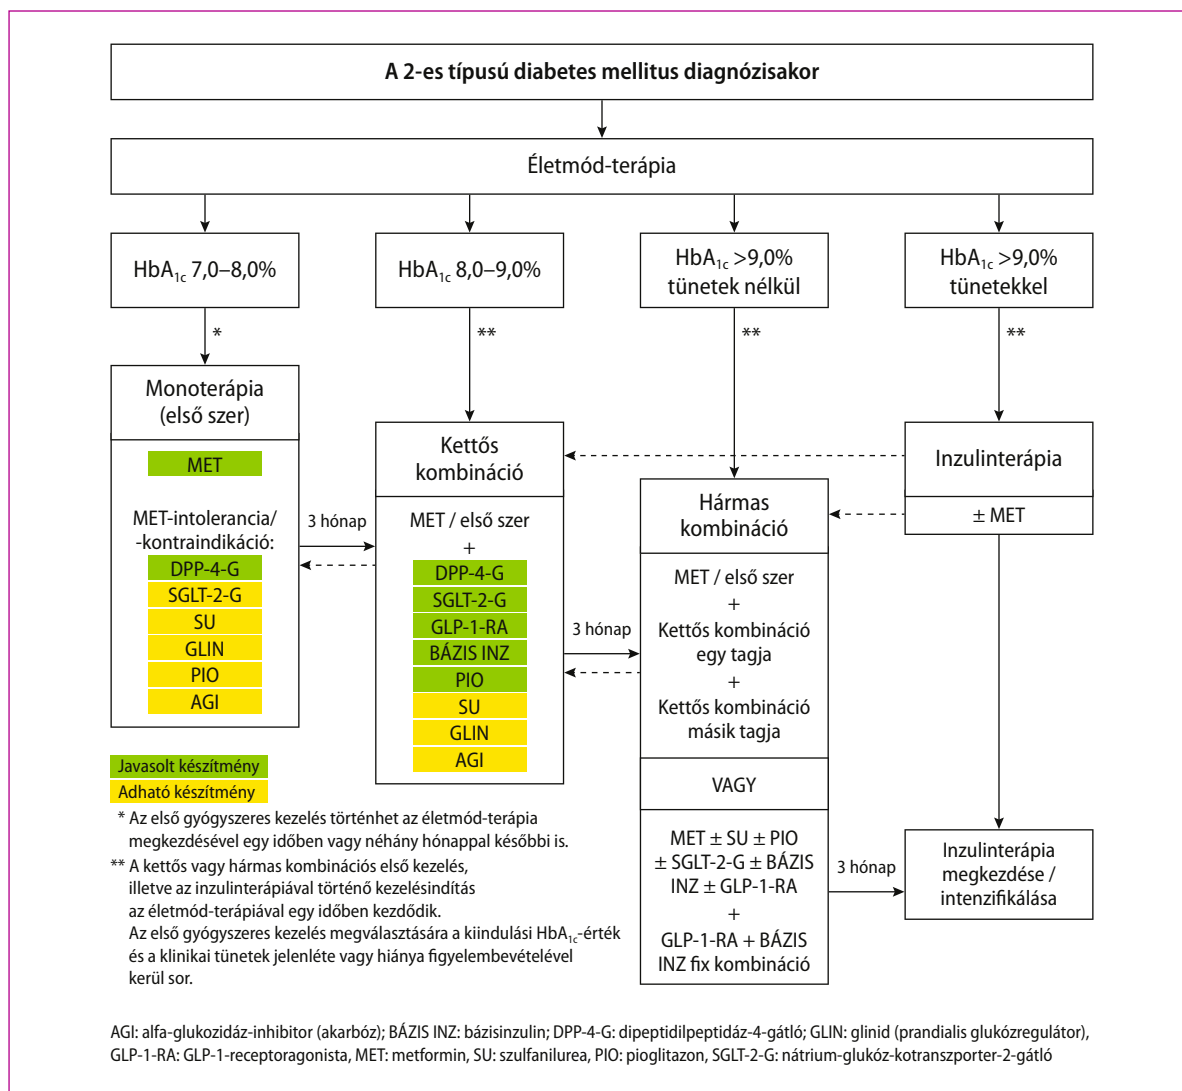 A 2-es típusú diabetes mellitus diagnózisakor
Életmód-terápia
HbA1c 7,0–8,0%
HbA1c 8,0–9,0%
HbA1c >9,0%
tünetek nélkül
HbA1c >9,0%
tünetekkel
*
**
**
**
Monoterápia
(első szer)
MET
MET-intolerancia/
-kontraindikáció:
DPP-4-G
SGLT-2-G
SU
GLIN
PIO
AGI
3 hónap
Kettős
kombináció
MET / első szer
+
DPP-4-G
SGLT-2-G
GLP-1-RA
BÁZIS INZ
PIO
SU
GLIN
AGI
3 hónap
Hármas
kombináció
MET / első szer
+
Kettős kombináció
egy tagja
+
Kettős kombináció
másik tagja
VAGY
MET ± SU ± PIO
± SGLT-2-G ± BÁZIS
INZ ± GLP-1-RA
+
GLP-1-RA + BÁZIS
INZ fix kombináció
3 hónap
Inzulinterápia
± MET
Inzulinterápia
megkezdése /
intenzifikálása
Javasolt készítmény
Adható készítmény
* Az első gyógyszeres kezelés történhet az életmód-terápia
megkezdésével egy időben vagy néhány hónappal későbbi is.
** A kettős vagy hármas kombinációs első kezelés,
illetve az inzulinterápiával történő kezelésindítás
az életmód-terápiával egy időben kezdődik.
Az első gyógyszeres kezelés megválasztására a kiindulási HbA1c-érték
és a klinikai tünetek jelenléte vagy hiánya figyelembevételével
kerül sor.
AGI: alfa-glukozidáz-inhibitor (akarbóz); BÁZIS INZ: bázisinzulin; DPP-4-G: dipeptidilpeptidáz-4-gátló; GLIN: glinid (prandialis glukózregulátor),
GLP-1-RA: GLP-1-receptoragonista, MET: metformin, SU: szulfanilurea, PIO: pioglitazon, SGLT-2-G: nátrium-glukóz-kotranszporter-2-gátló